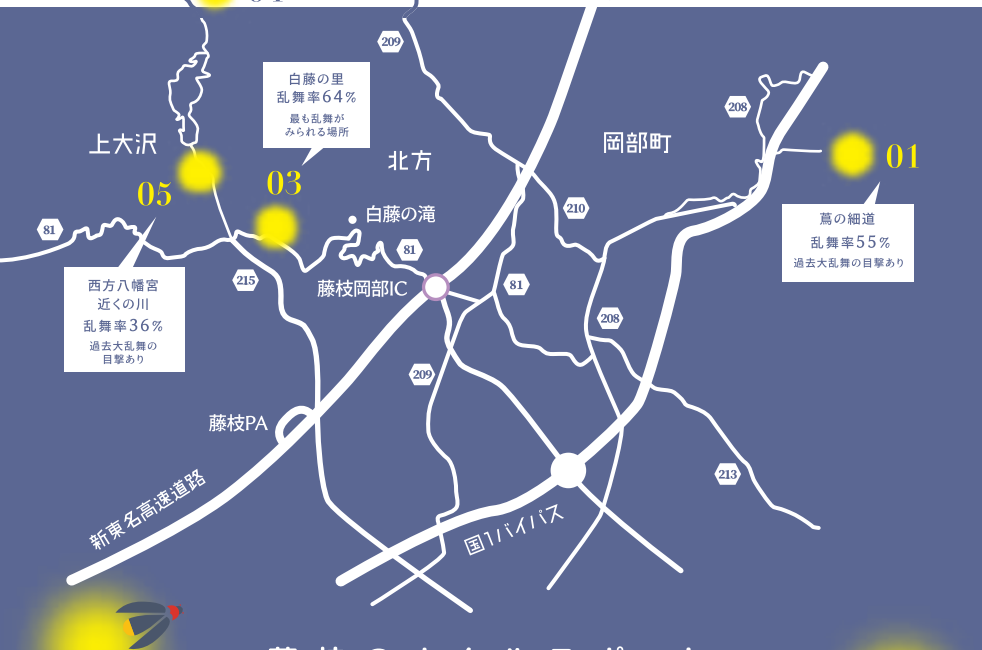 209
白藤の里
乱舞率64%
最も乱舞が
みられる場所
208
上大沢
北方
岡部町
01
05
03
白藤の滝
210
蔦の細道
乱舞率55%
過去大乱舞の目撃あり
81
81
215
西方八幡宮
近くの川
乱舞率36%
過去大乱舞の
目撃あり
藤枝岡部IC
81
208
209
藤枝PA
213
新東名高速道路
国1バイパス